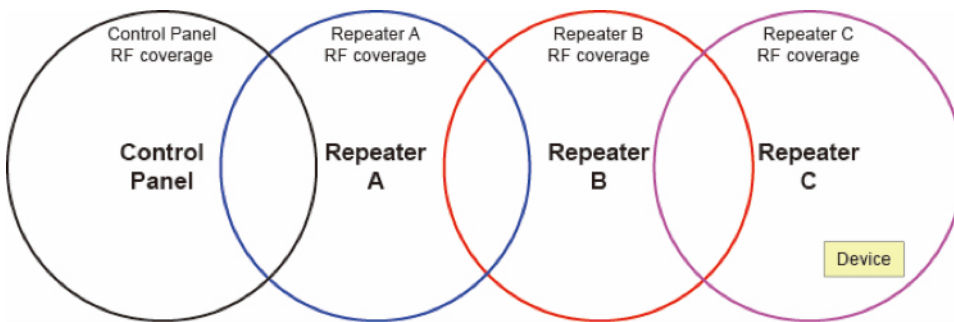 Control Panel
RF coverage
Repeater A
RF coverage
Repeater B
RF coverage
Repeater C
RF coverage
Control
Panel
Repeater
A
Repeater
B
Repeater
C
Device